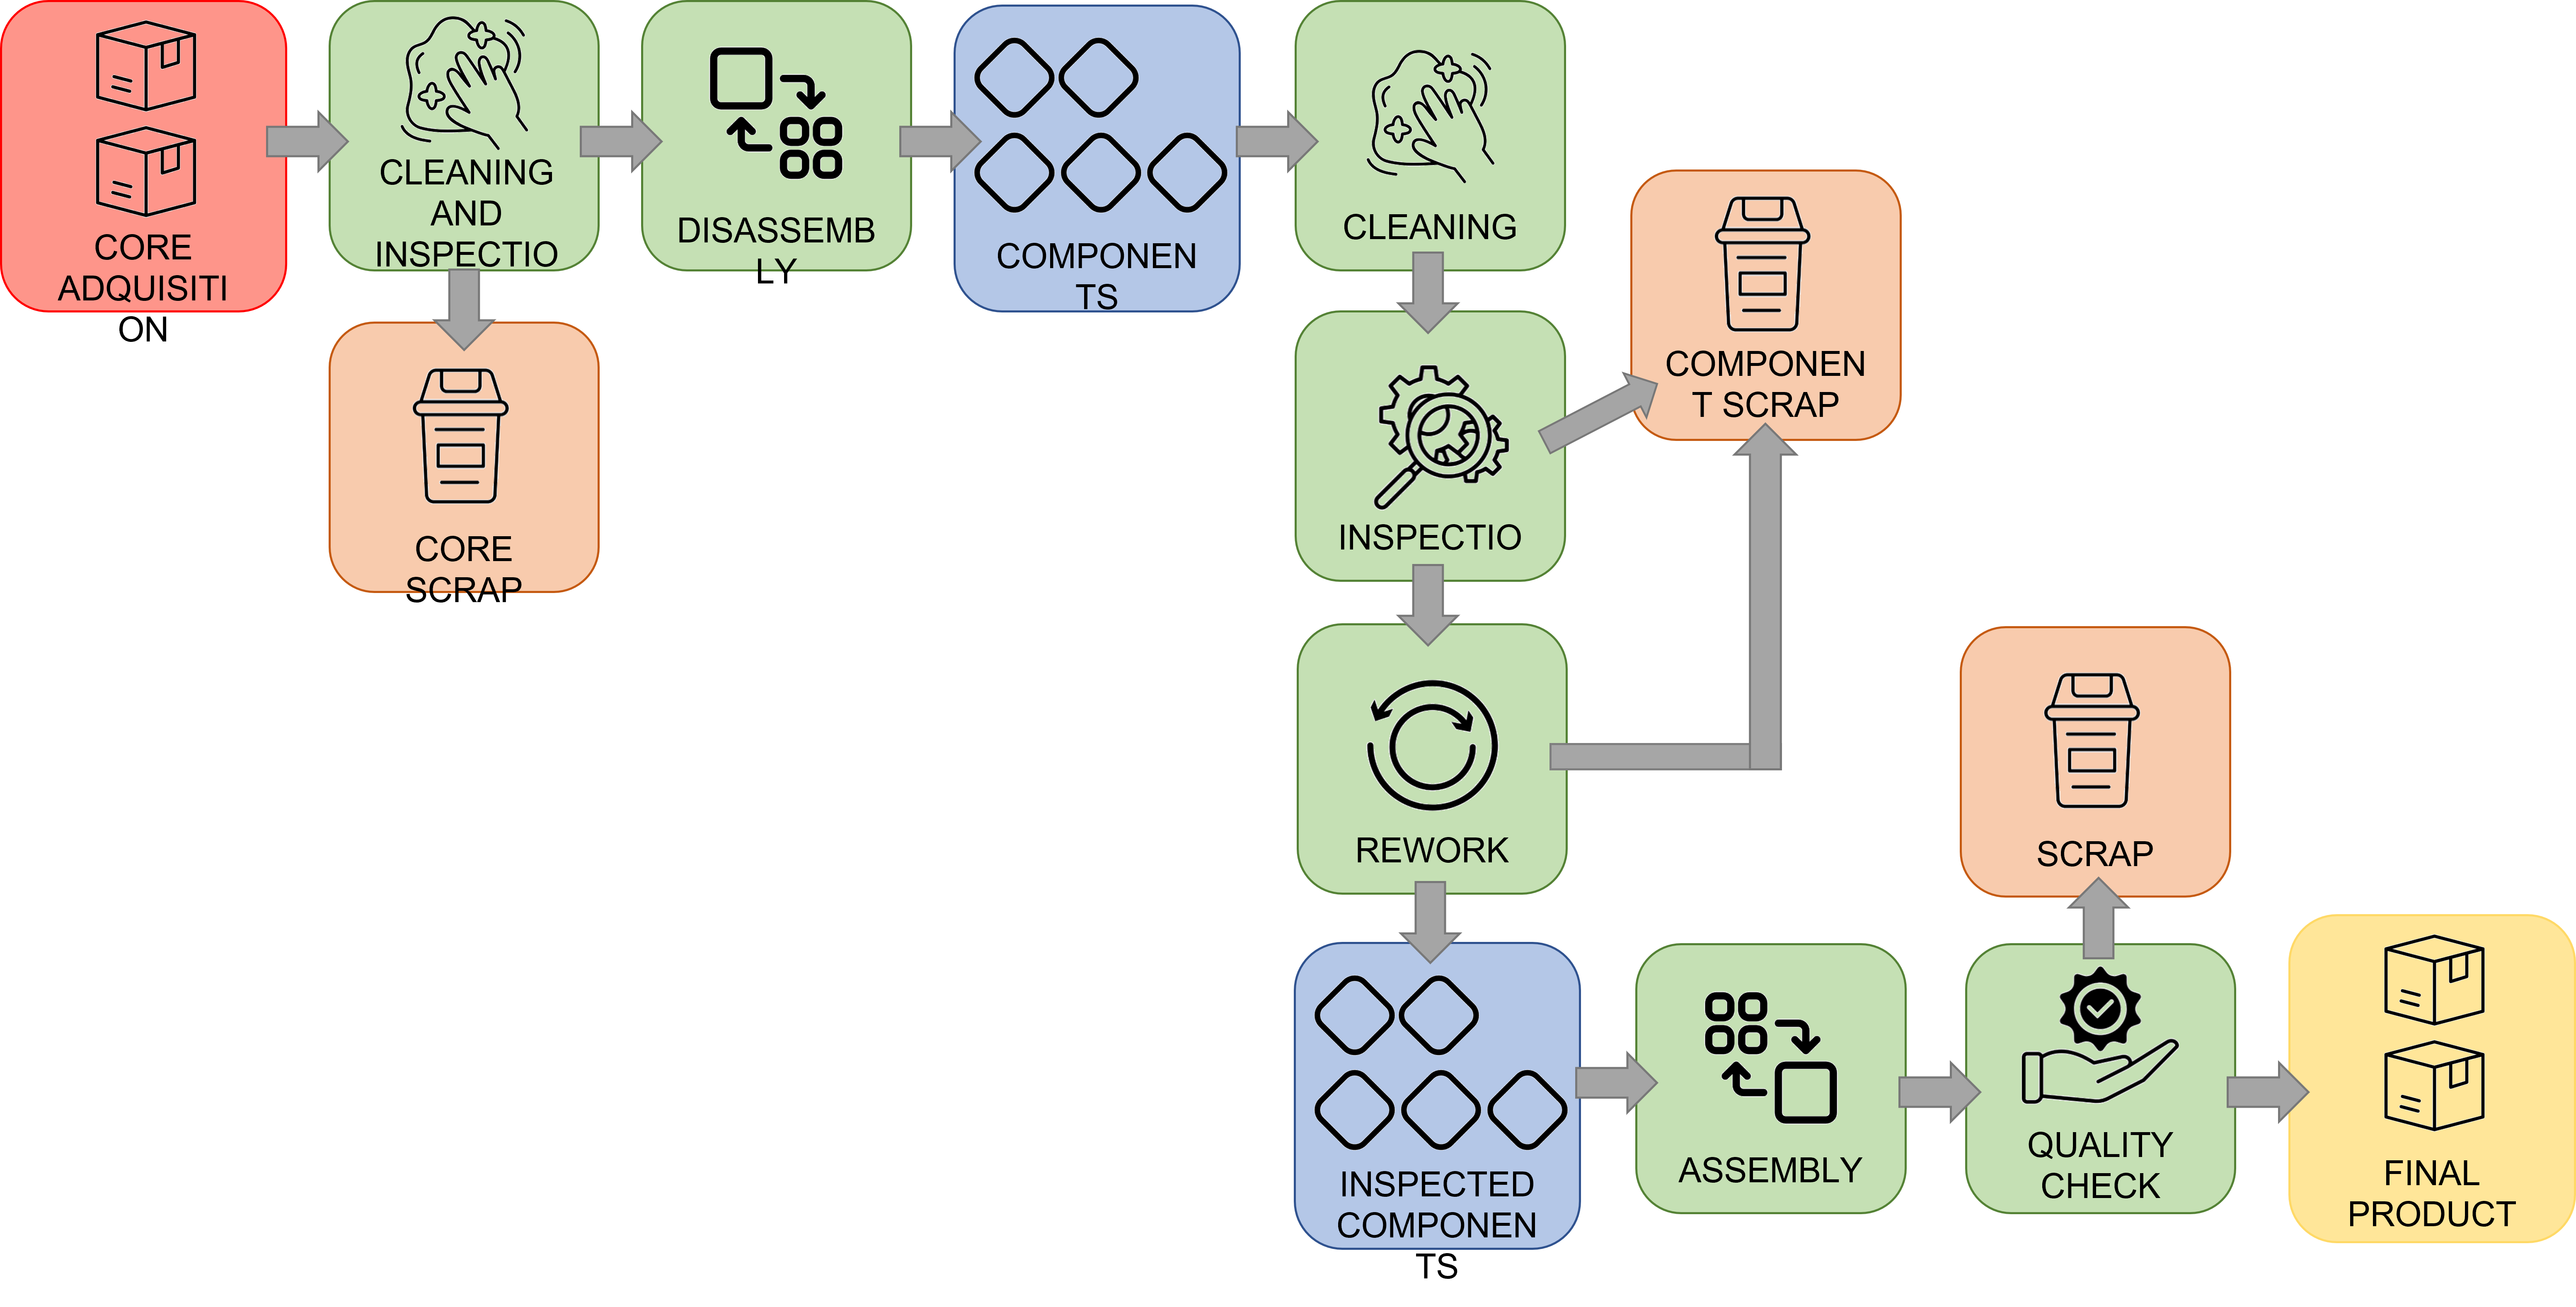 CORE
ADQUISITI
ON
CLEANING
AND
INSPECTIO
DISASSEMB
LY
COMPONEN
TS
CLEANING
CORE
SCRAP
INSPECTIO
COMPONEN
T SCRAP
REWORK
SCRAP
INSPECTED
COMPONEN
TS
ASSEMBLY
QUALITY
CHECK
FINAL
PRODUCT